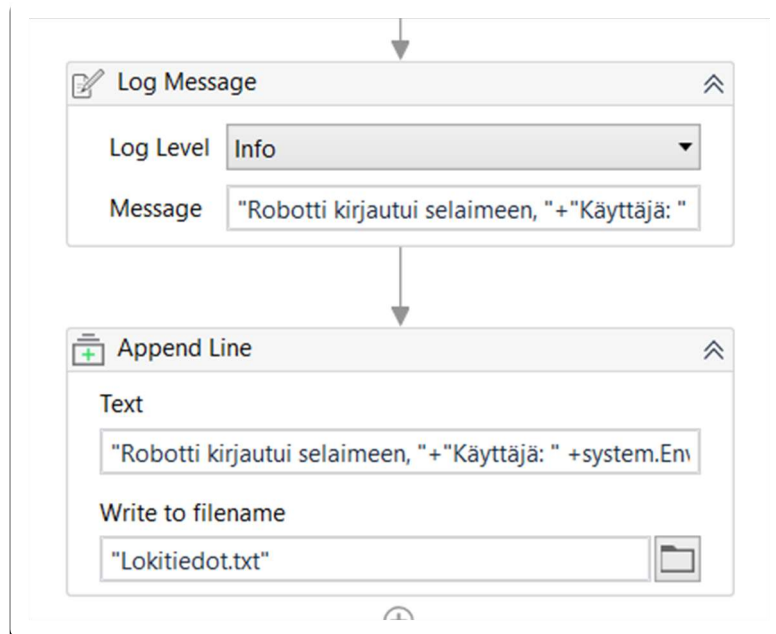 Log Message
Log Level Info
Message "Robotti kirjautui selaimeen, "+"Käyttäjä: "
Append Line
Text
"Robotti kirjautui selaimeen, "+"Käyttäjä: " +system.Env
Write to filename
"Lokitiedot.txt"